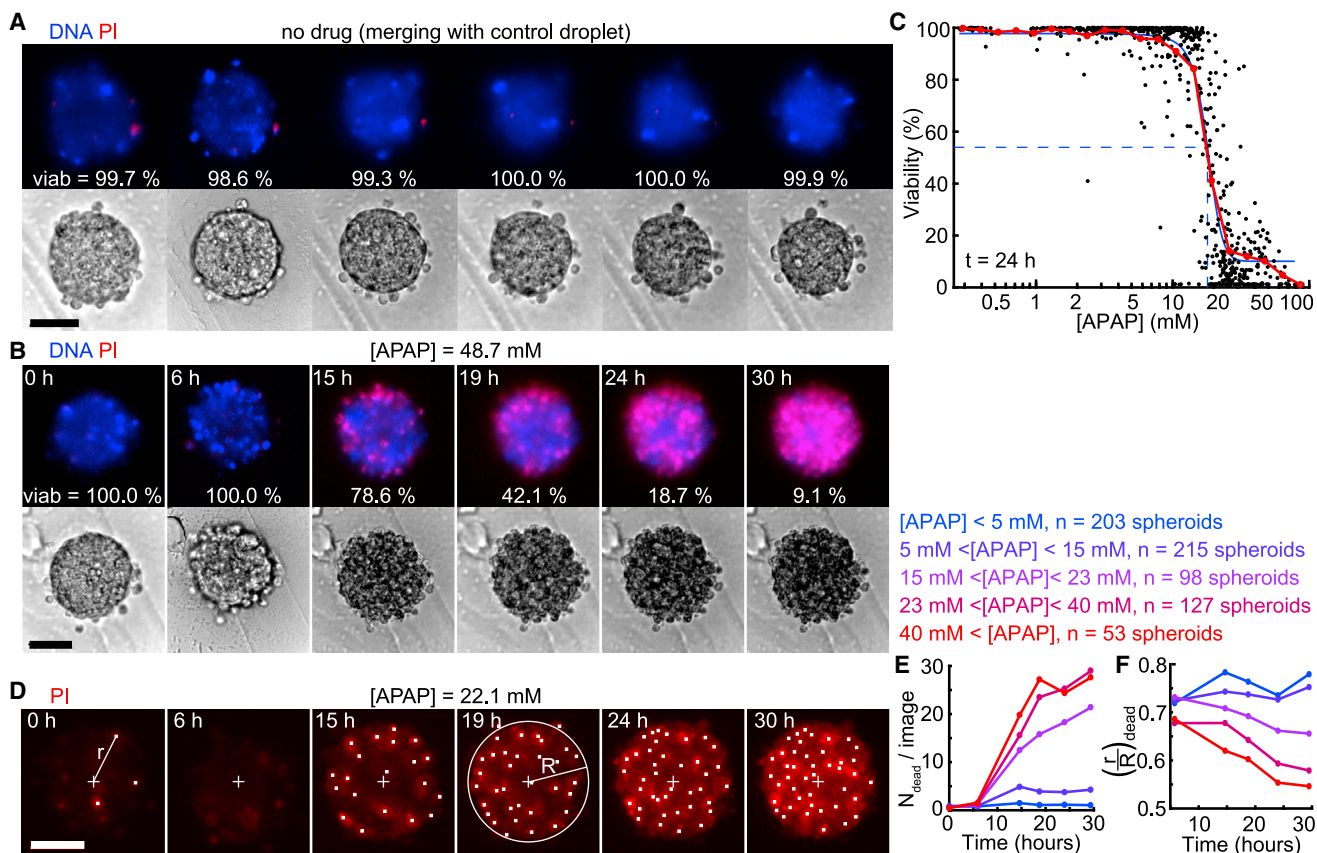 A
DNA PI
no drug (merging with control droplet)
viab = 99.7 %
98.6 %
99.3 %
100.0 %
100.0 %
99.9 %
B
DNA PI
[APAP] = 48.7 mM
0 h
6 h
15 h
19 h
24 h
30 h
viab = 100.0 %
100.0 %
78.6 %
42.1 %
18.7 %
9.1 %
C
Viability (%)
100
80
60
40
20
0
t = 24 h
0.5
1
2
5
10
20
50
100
[APAP] (mM)
D
PI
[APAP] = 22.1 mM
0 h
6 h
15 h
19 h
24 h
30 h
r
R
[APAP] < 5 mM, n = 203 spheroids
5 mM <[APAP] < 15 mM, n = 215 spheroids
15 mM <[APAP]< 23 mM, n = 98 spheroids
23 mM <[APAP]< 40 mM, n = 127 spheroids
40 mM < [APAP], n = 53 spheroids
E
N dead / image
30
20
10
0
0
10
20
30
Time (hours)
F
(r/R) dead
0.8
0.7
0.6
0.5
10
20
30
Time (hours)